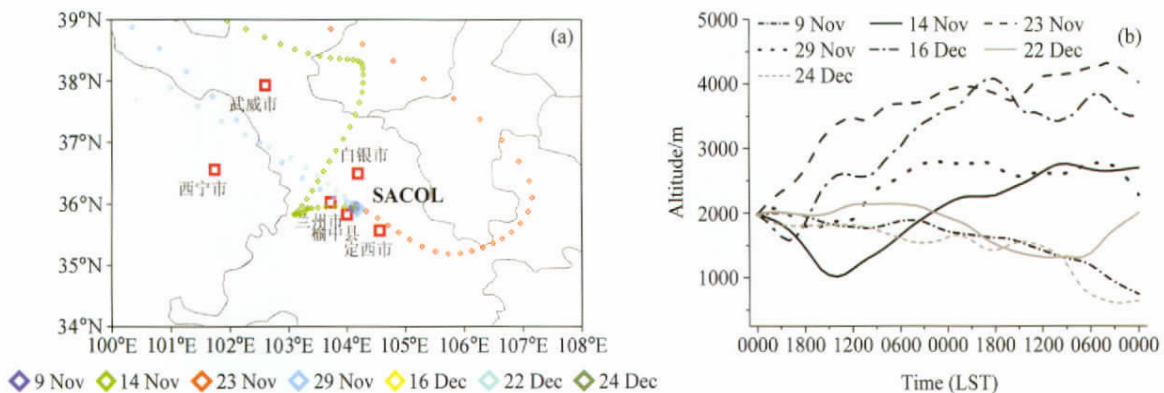 39°N
38°N
37°N
36°N
35°N
34°N
100°E 101°E 102°E 103°E 104°E 105°E 106°E 107°E 108°E
(a)
武威市
西宁市
白银市
SACOL
兰州市
榆中县
定西市
9 Nov 14 Nov 23 Nov 29 Nov 16 Dec 22 Dec 24 Dec
(b)
9 Nov 14 Nov 23 Nov
29 Nov 16 Dec 22 Dec
24 Dec
Altitude/m
5000
4000
3000
2000
1000
0000 1800 1200 0600 0000 1800 1200 0600 0000
Time (LST)